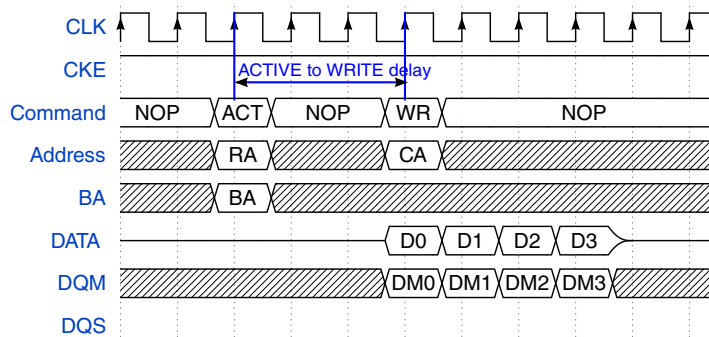 CLK
CKE
ACTIVE to WRITE delay
Command NOP ACT NOP WR NOP
Address RA CA
BA BA
DATA D0 D1 D2 D3
DQM DM0 DM1 DM2 DM3
DQS